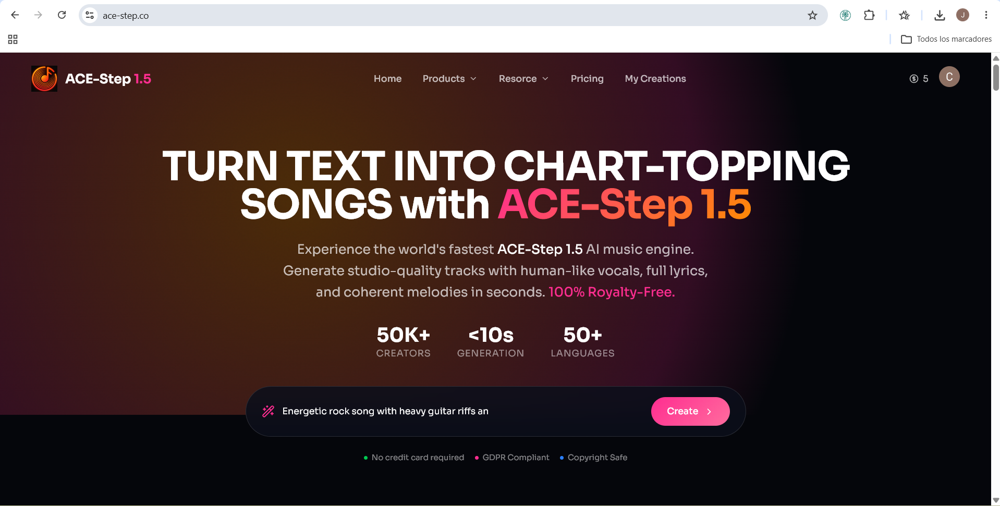 ace-step.co
J
Todos los marcadores
ACE-Step 1.5
Home
Products
Resorce
Pricing
My Creations
5
C
TURN TEXT INTO CHART-TOPPING
SONGS with ACE-Step 1.5
Experience the world's fastest ACE-Step 1.5 AI music engine.
Generate studio-quality tracks with human-like vocals, full lyrics,
and coherent melodies in seconds. 100% Royalty-Free.
50K+
CREATORS
<10s
GENERATION
50+
LANGUAGES
Energetic rock song with heavy guitar riffs an
Create
No credit card required
GDPR Compliant
Copyright Safe